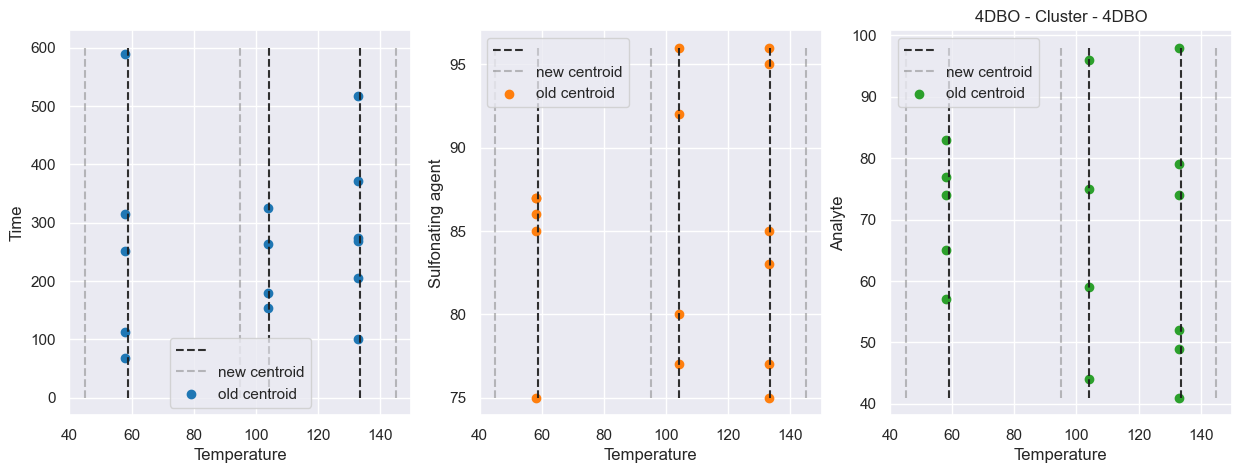 4DBO - Cluster - 4DBO
600
500
400
300
200
100
0
Time
40
60
80
100
120
140
Temperature
new centroid
old centroid
95
90
85
80
75
Sulfonating agent
40
60
80
100
120
140
Temperature
new centroid
old centroid
100
90
80
70
60
50
40
Analyte
40
60
80
100
120
140
Temperature
new centroid
old centroid